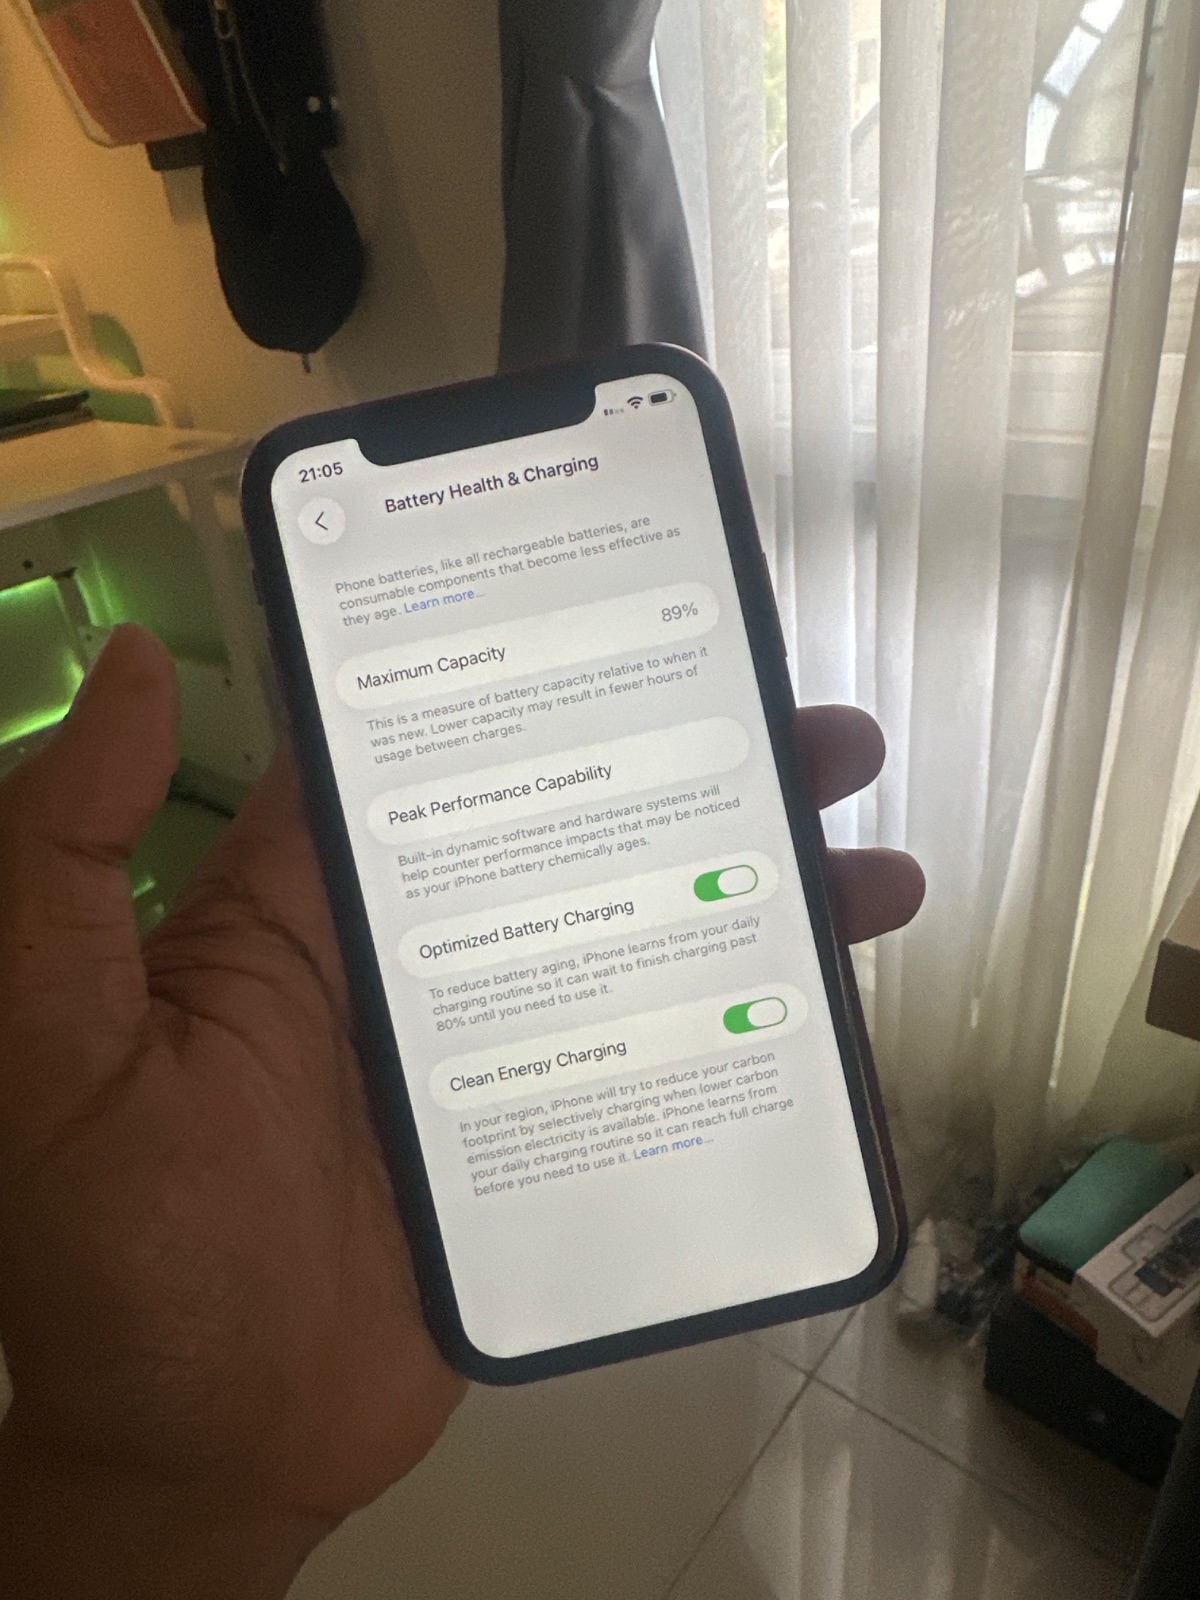 21:05
Battery Health & Charging
Phone batteries, like all rechargeable batteries, are
consumable components that become less effective as
they age. Learn more...
Maximum Capacity
89%
This is a measure of battery capacity relative to when it
was new. Lower capacity may result in fewer hours of
usage between charges.
Peak Performance Capability
Built-in dynamic software and hardware systems will
help counter performance impacts that may be noticed
as your iPhone battery chemically ages.
Optimized Battery Charging
To reduce battery aging, iPhone learns from your daily
charging routine so it can wait to finish charging past
80% until you need to use it.
Clean Energy Charging
In your region, iPhone will try to reduce your carbon
footprint by selectively charging when lower carbon
emission electricity is available. iPhone learns from
your daily charging routine so it can reach full charge
before you need to use it. Learn more...